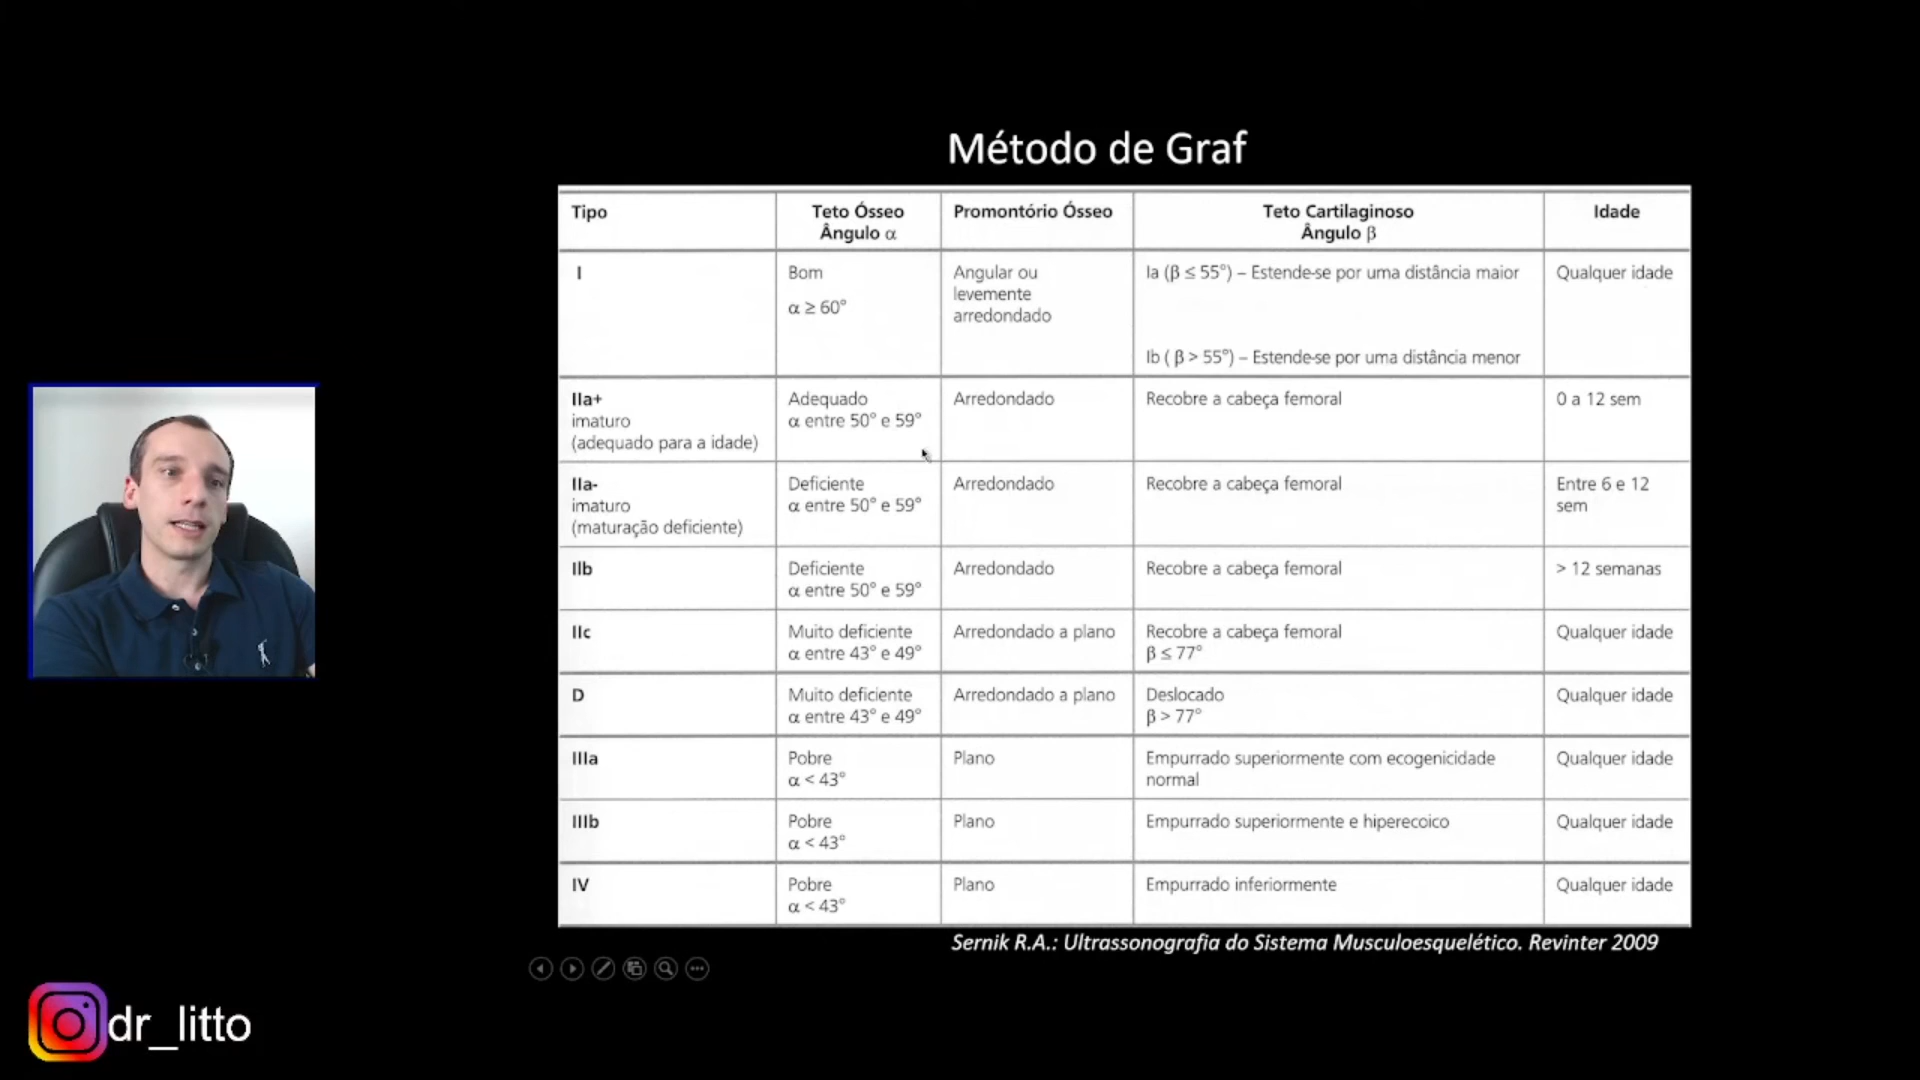 Método de Graf
Tipo
Teto Ósseo
Ângulo α
Promontório Ósseo
Teto Cartilaginoso
Ângulo β
Idade
I
Bom
α ≥ 60°
Angular ou
levemente
arredondado
Ia (β ≤ 55°) – Estende-se por uma distância maior
Ib ( β > 55°) – Estende-se por uma distância menor
Qualquer idade
IIa+
imaturo
(adequado para a idade)
Adequado
α entre 50° e 59°
Arredondado
Recobre a cabeça femoral
0 a 12 sem
IIa-
imaturo
(maturação deficiente)
Deficiente
α entre 50° e 59°
Arredondado
Recobre a cabeça femoral
Entre 6 e 12
sem
IIb
Deficiente
α entre 50° e 59°
Arredondado
Recobre a cabeça femoral
> 12 semanas
IIc
Muito deficiente
α entre 43° e 49°
Arredondado a plano
Recobre a cabeça femoral
β ≤ 77°
Qualquer idade
D
Muito deficiente
α entre 43° e 49°
Arredondado a plano
Deslocado
β > 77°
Qualquer idade
IIIa
Pobre
α < 43°
Plano
Empurrado superiormente com ecogenicidade
normal
Qualquer idade
IIIb
Pobre
α < 43°
Plano
Empurrado superiormente e hiperecoico
Qualquer idade
IV
Pobre
α < 43°
Plano
Empurrado inferiormente
Qualquer idade
Sernik R.A.: Ultrassonografia do Sistema Musculoesquelético. Revinter 2009
dr_litto